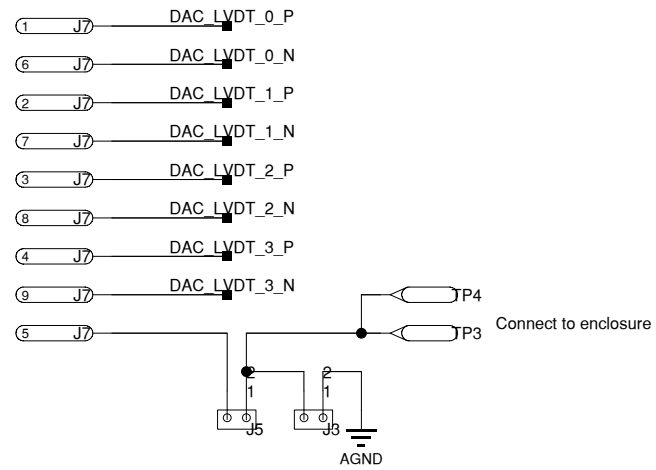 1 J7 DAC_LVDT_0_P
6 J7 DAC_LVDT_0_N
2 J7 DAC_LVDT_1_P
7 J7 DAC_LVDT_1_N
3 J7 DAC_LVDT_2_P
8 J7 DAC_LVDT_2_N
4 J7 DAC_LVDT_3_P
9 J7 DAC_LVDT_3_N
TP4
5 J7
TP3 Connect to enclosure
2 2
1 1
J5 J3
AGND